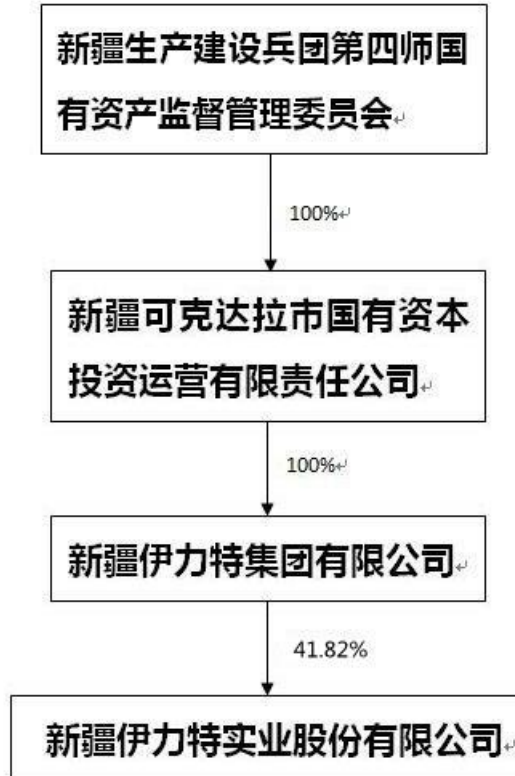 新疆生产建设兵团第四师国
有资产监督管理委员会
100%
新疆可克达拉市国有资本
投资运营有限责任公司
100%
新疆伊力特集团有限公司
41.82%
新疆伊力特实业股份有限公司